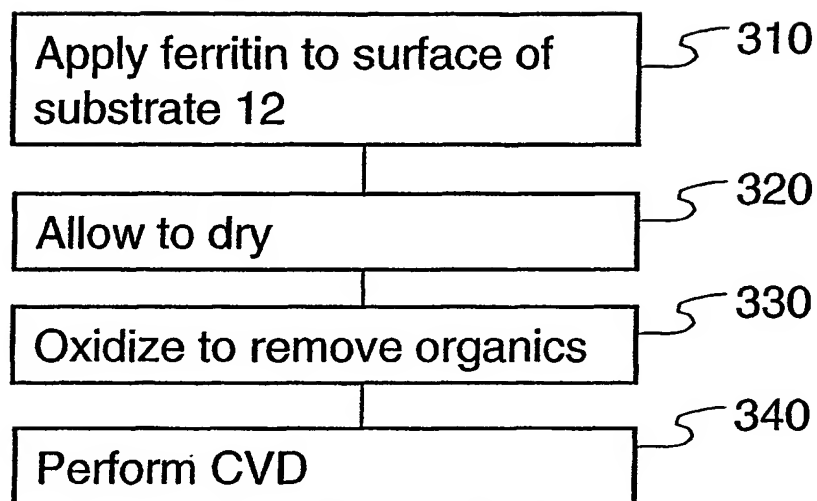 Apply ferritin to surface of
substrate 12
310
Allow to dry
320
Oxidize to remove organics
330
Perform CVD
340